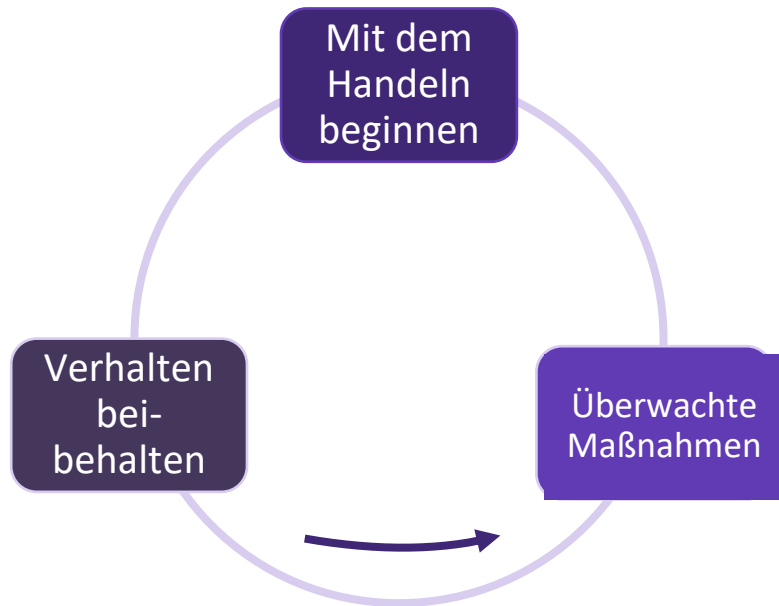 Mit dem
Handeln
beginnen
Verhalten
bei-
behalten
Überwachte
Maßnahmen